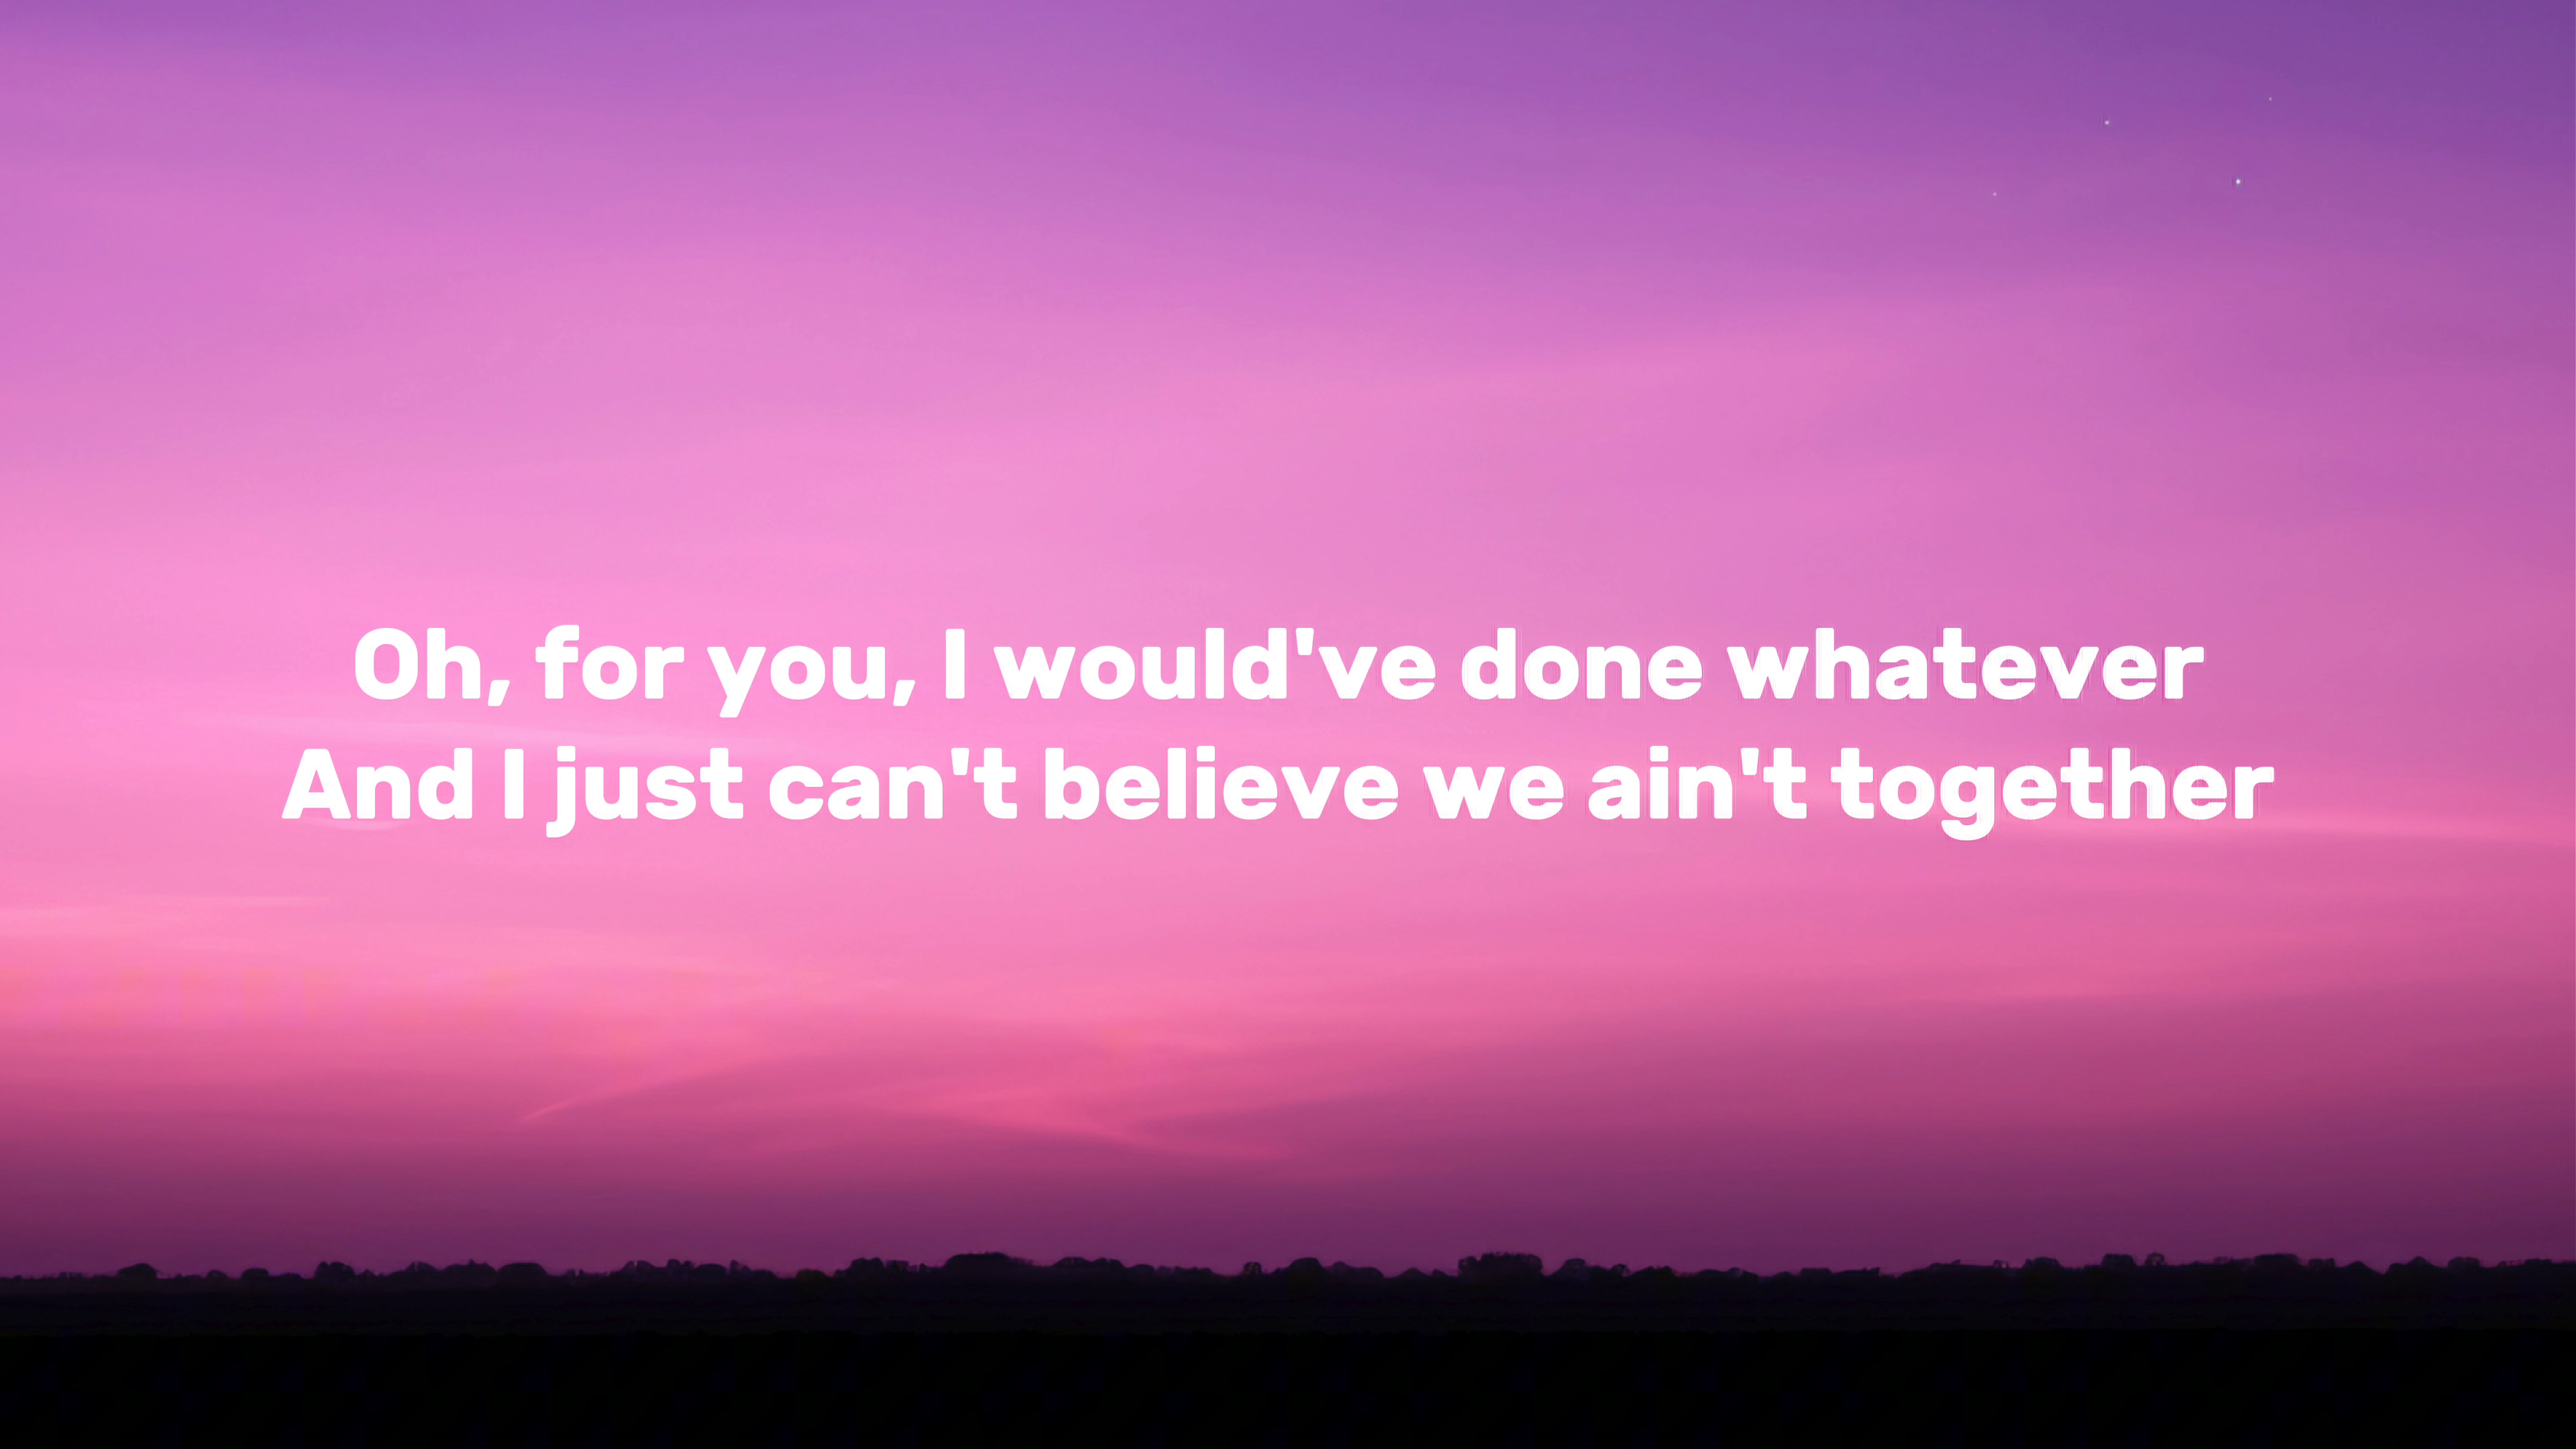 Oh, for you, I would've done whatever
And I just can't believe we ain't together